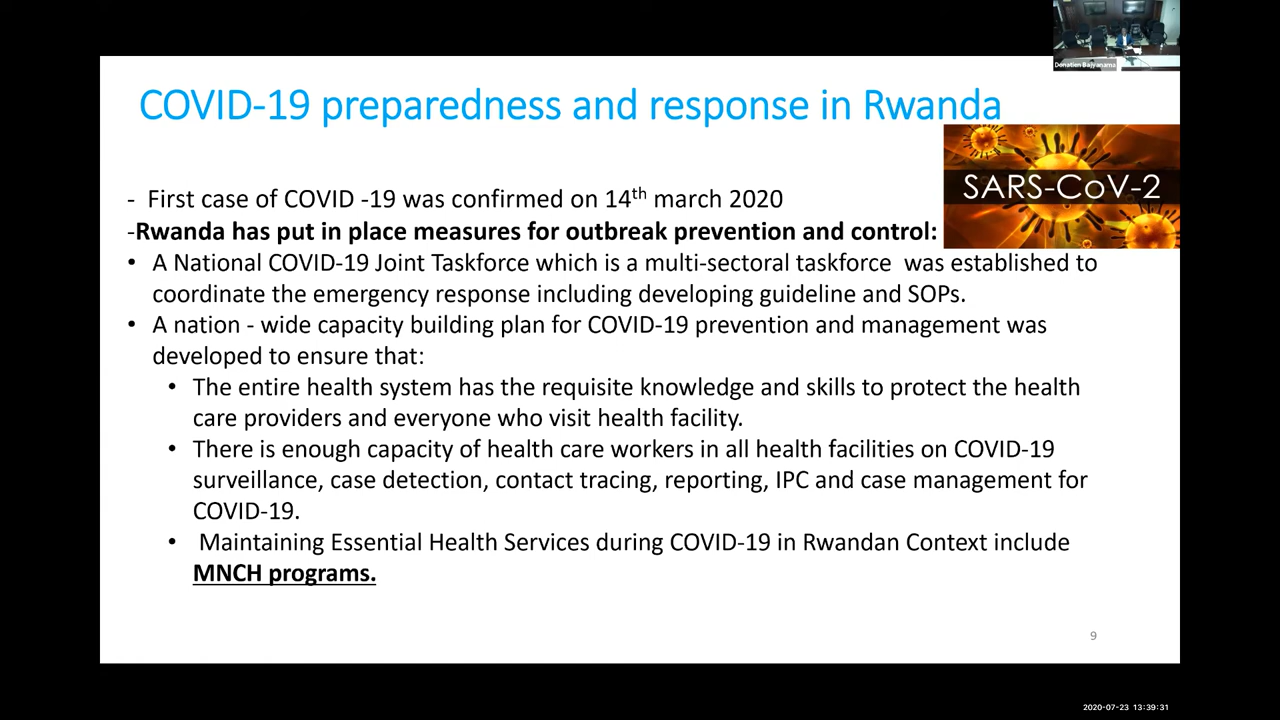 Donatien Bajyanama
COVID-19 preparedness and response in Rwanda
SARS-CoV-2
- First case of COVID -19 was confirmed on 14th march 2020
-Rwanda has put in place measures for outbreak prevention and control:
• A National COVID-19 Joint Taskforce which is a multi-sectoral taskforce was established to
coordinate the emergency response including developing guideline and SOPs.
• A nation - wide capacity building plan for COVID-19 prevention and management was
developed to ensure that:
• The entire health system has the requisite knowledge and skills to protect the health
care providers and everyone who visit health facility.
• There is enough capacity of health care workers in all health facilities on COVID-19
surveillance, case detection, contact tracing, reporting, IPC and case management for
COVID-19.
• Maintaining Essential Health Services during COVID-19 in Rwandan Context include
MNCH programs.
9
2020-07-23 13:39:31